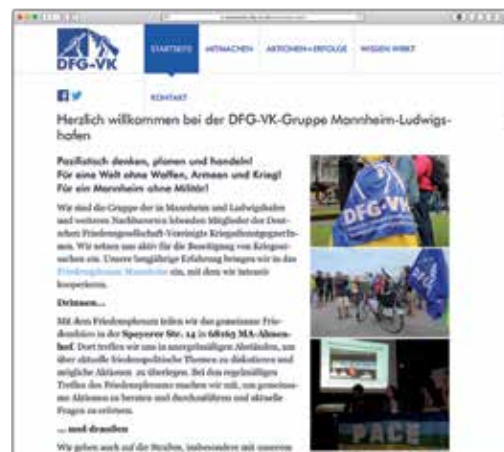 DFG-VK
STARTSEITE
MITMACHEN
AKTIONEN+ERFOLGE
WISSEN WIRKT
KONTAKT
Herzlich willkommen bei der DFG-VK-Gruppe Mannheim-Ludwigs-
hafen
Pazifistisch denken, planen und handeln!
Für eine Welt ohne Waffen, Armeen und Krieg!
Für ein Mannheim ohne Militär!
Wir sind die Gruppe der in Mannheim und Ludwigshafen
und weiteren Nachbarorten lebenden Mitglieder der Deut-
schen Friedensgesellschaft-Vereinigte KriegsdienstgegnerIn-
nen. Wir setzen uns aktiv für die Beseitigung von Kriegsur-
sachen ein. Unsere langjährige Erfahrung bringen wir in das
Friedensplenum Mannheim ein, mit dem wir intensiv
kooperieren.
Drinnen...
Mit dem Friedensplenum teilen wir das gemeinsame Frie-
densbüro in der Speyerer Str. 14 in 68163 MA-Almen-
hof. Dort treffen wir uns in unregelmäßigen Abständen, um
über aktuelle friedenspolitische Themen zu diskutieren und
mögliche Aktionen zu überlegen. Bei den regelmäßigen
Treffen des Friedensplenums machen wir mit, um gemeinsa-
me Aktionen zu beraten und durchzuführen und aktuelle
Fragen zu erörtern.
... und draußen
Wir gehen auch auf die Straßen, insbesondere mit unserem
DFG-VK
PACE